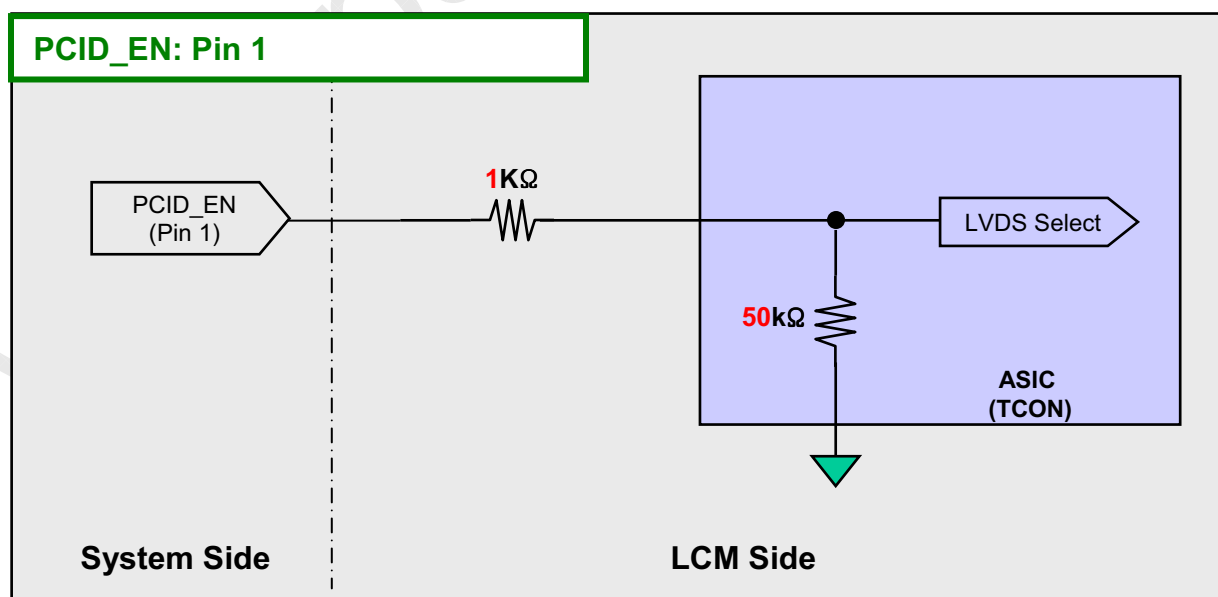 PCID_EN: Pin 1
1KΩ
PCID_EN
(Pin 1)
LVDS Select
50kΩ
ASIC
(TCON)
System Side
LCM Side